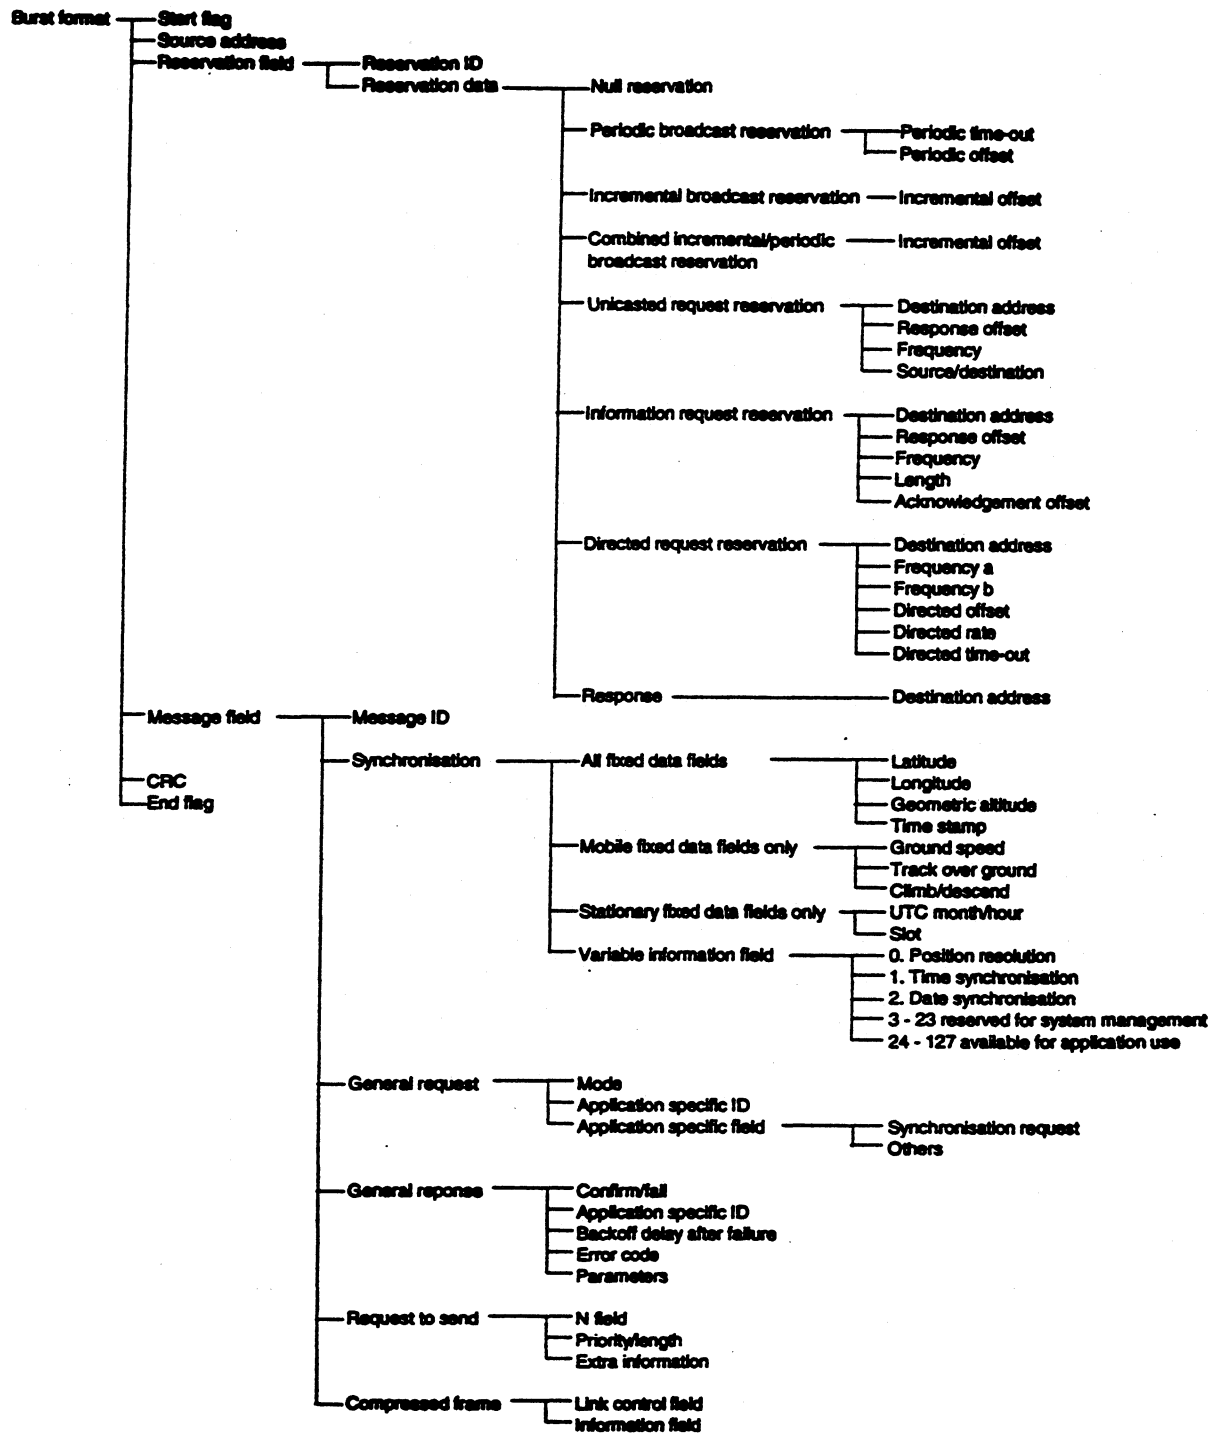 Burst format
Start flag
Source address
Reservation field
Reservation ID
Reservation data
Null reservation
Periodic broadcast reservation
Periodic time-out
Periodic offset
Incremental broadcast reservation
Incremental offset
Combined incremental/periodic
broadcast reservation
Incremental offset
Unicasted request reservation
Destination address
Response offset
Frequency
Source/destination
Information request reservation
Destination address
Response offset
Frequency
Length
Acknowledgement offset
Directed request reservation
Destination address
Frequency a
Frequency b
Directed offset
Directed rate
Directed time-out
Response
Destination address
Message field
Message ID
Synchronisation
All fixed data fields
Latitude
Longitude
Geometric altitude
Time stamp
Mobile fixed data fields only
Ground speed
Track over ground
Climb/descend
Stationary fixed data fields only
UTC month/hour
Slot
Variable information field
0. Position resolution
1. Time synchronisation
2. Date synchronisation
3 - 23 reserved for system management
24 - 127 available for application use
General request
Mode
Application specific ID
Application specific field
Synchronisation request
Others
General reponse
Confirm/fail
Application specific ID
Backoff delay after failure
Error code
Parameters
Request to send
N field
Priority/length
Extra information
Compressed frame
Link control field
Information field
CRC
End flag